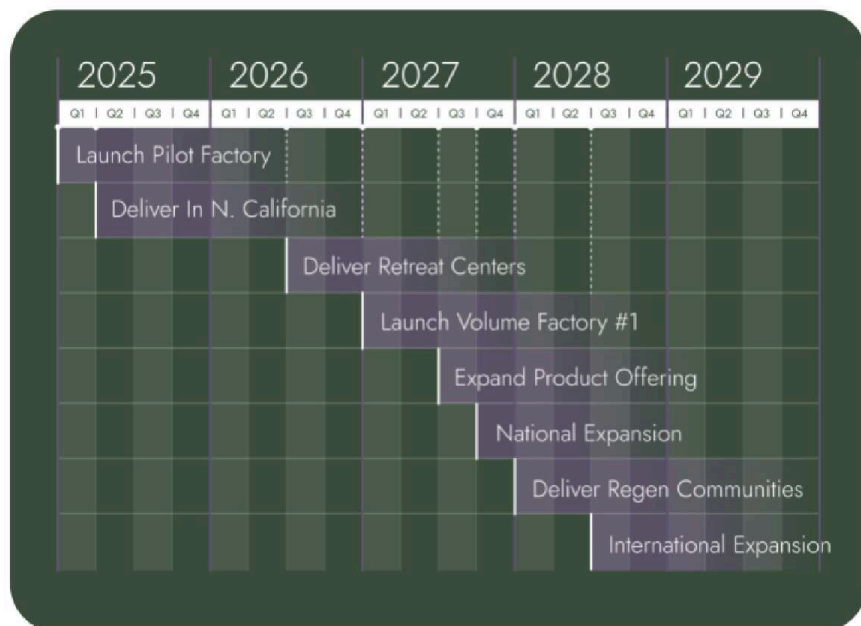 2025 2026 2027 2028 2029
Q1 | Q2 | Q3 | Q4 Q1 | Q2 | Q3 | Q4 Q1 | Q2 | Q3 | Q4 Q1 | Q2 | Q3 | Q4 Q1 | Q2 | Q3 | Q4
Launch Pilot Factory
Deliver In N. California
Deliver Retreat Centers
Launch Volume Factory #1
Expand Product Offering
National Expansion
Deliver Regen Communities
International Expansion